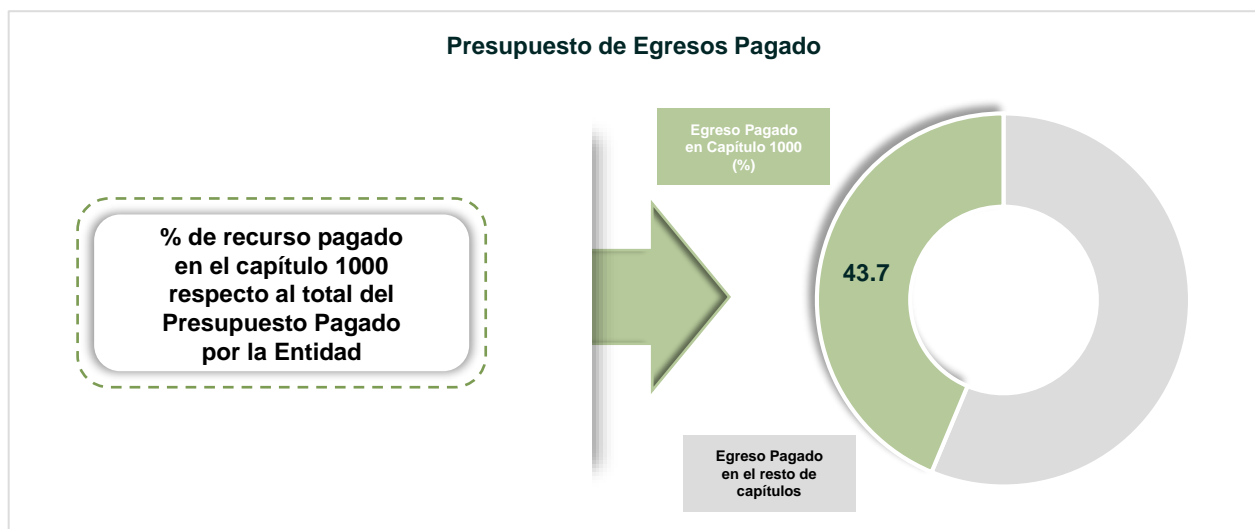 Presupuesto de Egresos Pagado
Egreso Pagado
en Capítulo 1000
(%)
% de recurso pagado
en el capítulo 1000
respecto al total del
Presupuesto Pagado
por la Entidad
43.7
Egreso Pagado
en el resto de
capítulos